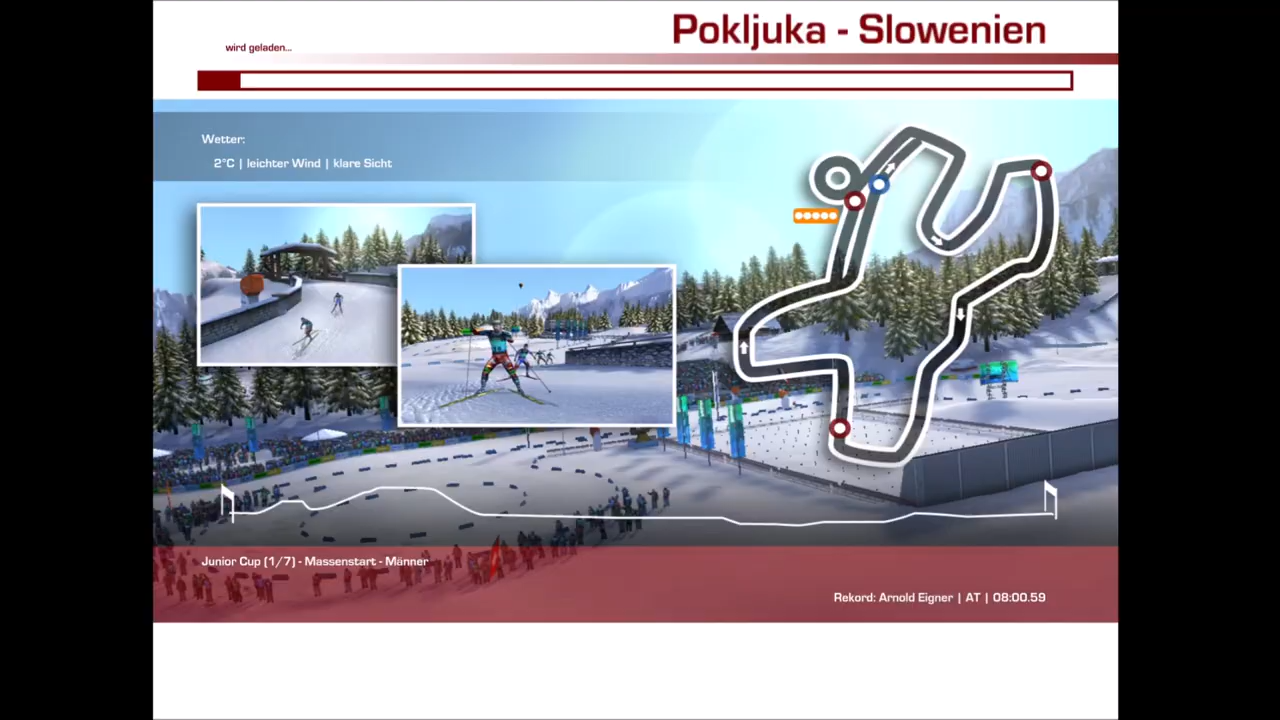 Pokljuka - Slowenien
wird geladen...
Wetter:
2°C | leichter Wind | klare Sicht
Junior Cup (1/7) - Massenstart - Männer
Rekord: Arnold Eigner | AT | 08:00.59